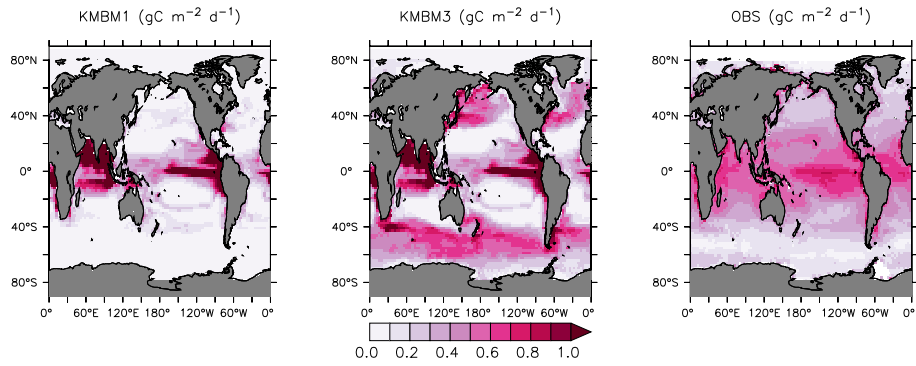 KMBM1 (gC m⁻² d⁻¹) KMBM3 (gC m⁻² d⁻¹) OBS (gC m⁻² d⁻¹)
80°N 80°N 80°N
40°N 40°N 40°N
0° 0° 0°
40°S 40°S 40°S
80°S 80°S 80°S
0° 60°E 120°E 180° 120°W 60°W 0° 0° 60°E 120°E 180° 120°W 60°W 0° 0° 60°E 120°E 180° 120°W 60°W 0°
0.0 0.2 0.4 0.6 0.8 1.0